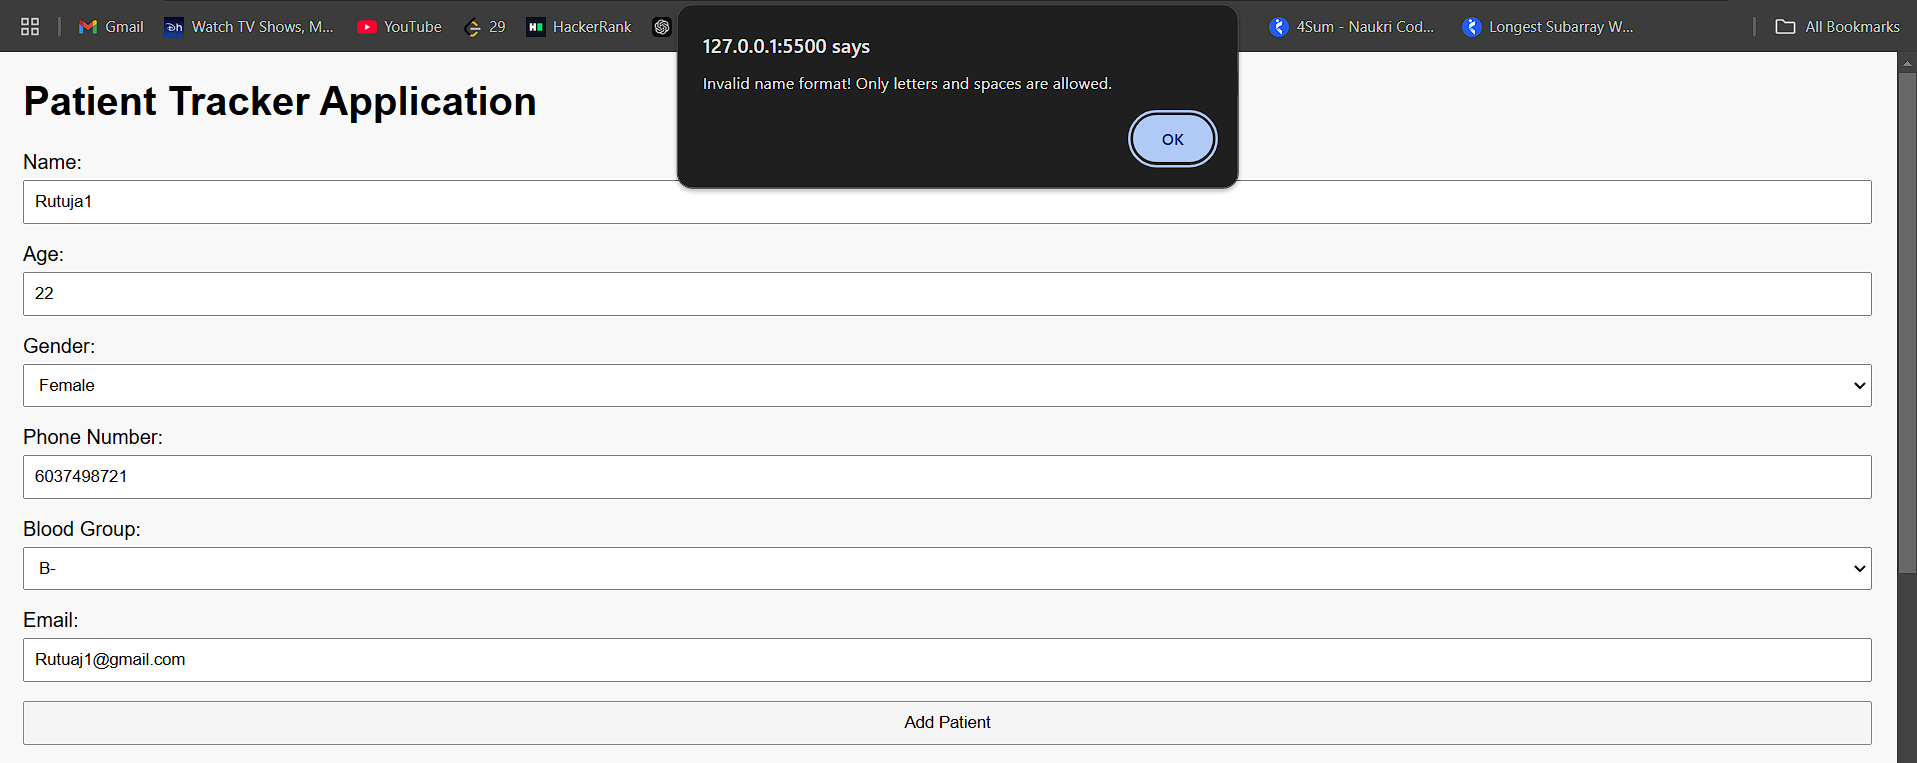 Gmail
Watch TV Shows, M...
YouTube
29
HackerRank
4Sum - Naukri Cod...
Longest Subarray W...
All Bookmarks
127.0.0.1:5500 says
Invalid name format! Only letters and spaces are allowed.
OK
Patient Tracker Application
Name:
Rutuja1
Age:
22
Gender:
Female
Phone Number:
6037498721
Blood Group:
B-
Email:
Rutuaj1@gmail.com
Add Patient